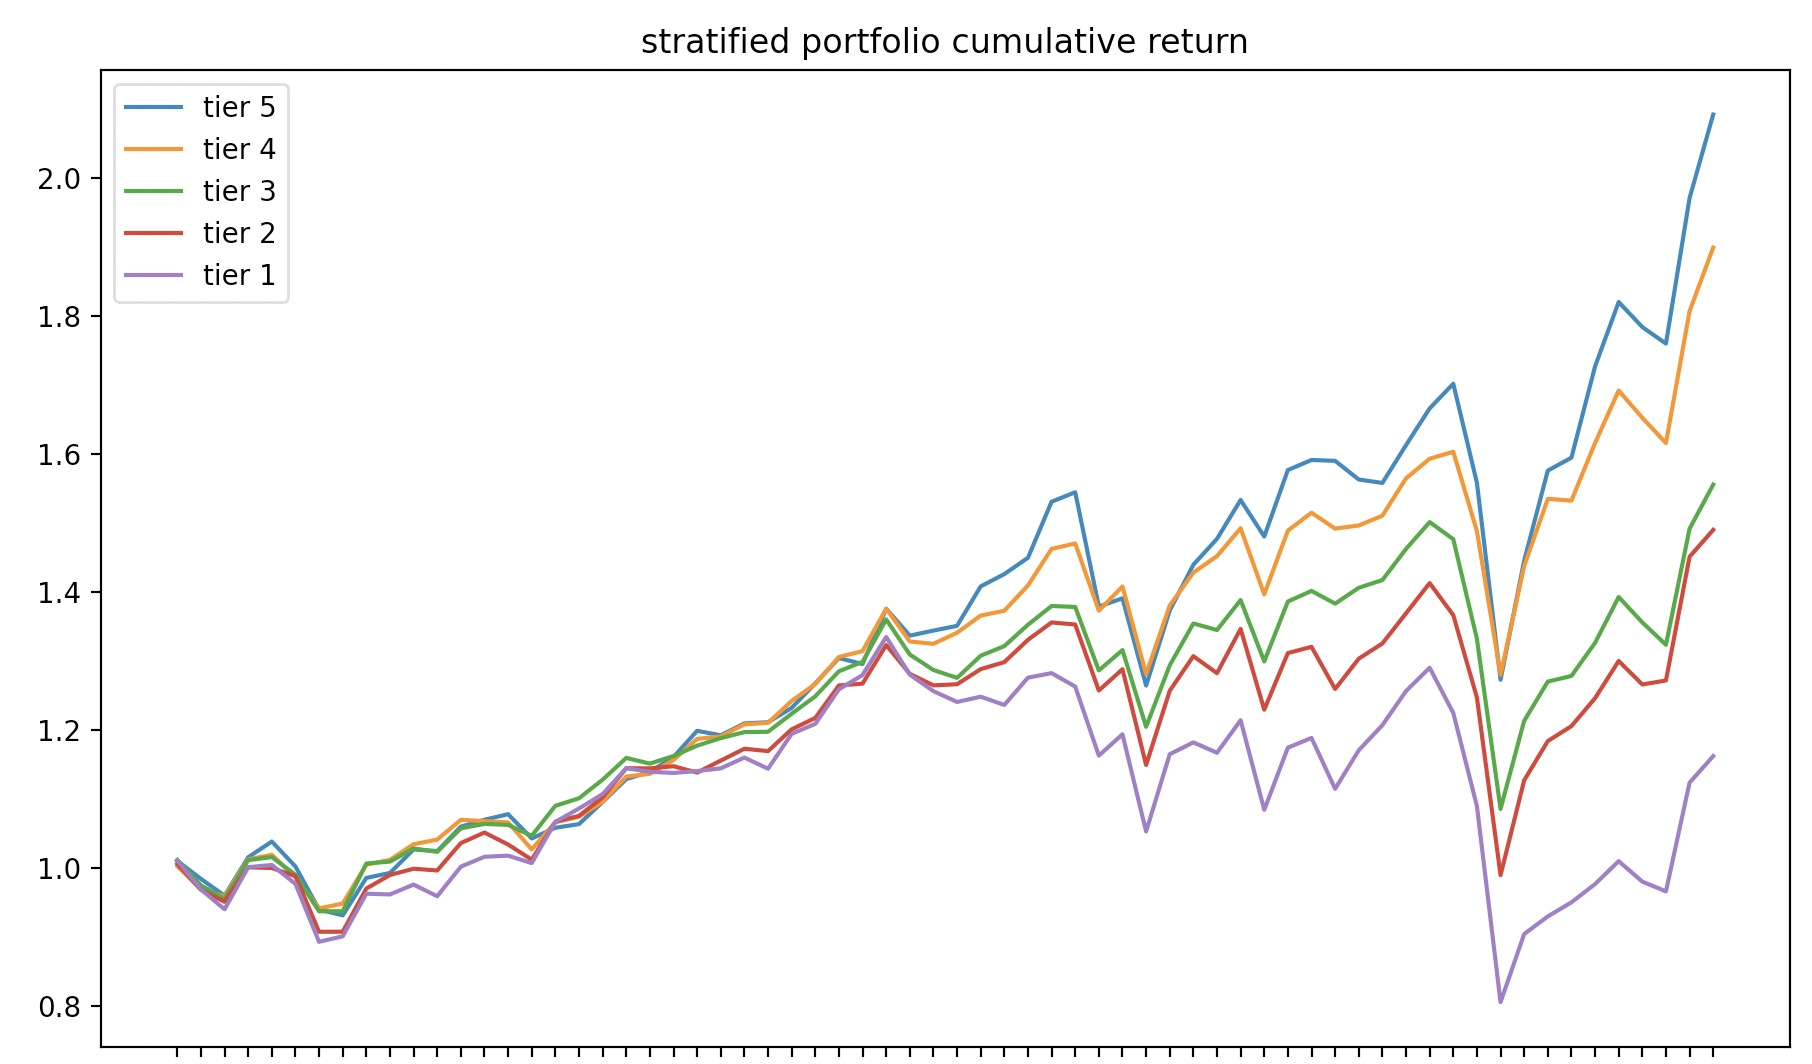 stratified portfolio cumulative return
tier 5
tier 4
tier 3
tier 2
tier 1
2.0
1.8
1.6
1.4
1.2
1.0
0.8